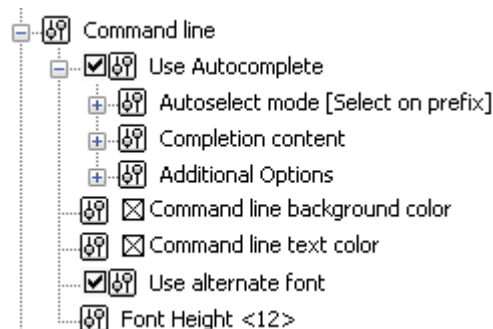 Command line
Use Autocomplete
Autoselect mode [Select on prefix]
Completion content
Additional Options
Command line background color
Command line text color
Use alternate font
Font Height <12>